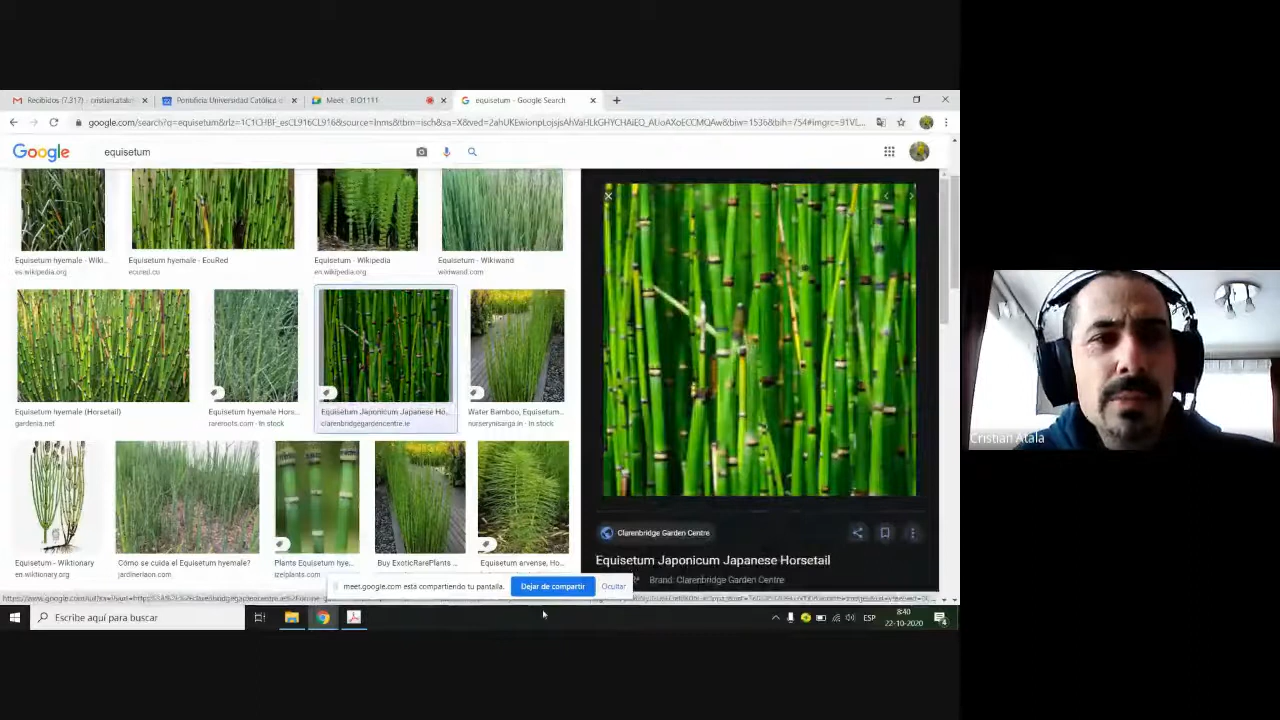 Recibidos (7.317) - cristian.atala
Pontificia Universidad Católica d
Meet - BIO1111
equisetum - Google Search
Google
equisetum
Equisetum hyemale - Wiki...
es.wikipedia.org
Equisetum hyemale - EcuRed
ecured.cu
Equisetum - Wikipedia
en.wikipedia.org
Equisetum - Wikiwand
wikiwand.com
Equisetum hyemale (Horsetail)
gardenia.net
Equisetum hyemale Hors...
rareroots.com · In stock
Equisetum Japonicum Japanese Ho...
clarenbridgegardencentre.ie
Water Bamboo, Equisetum...
nurserynisarga.in · In stock
Equisetum - Wiktionary
en.wiktionary.org
Cómo se cuida el Equisetum hyemale?
jardineriaon.com
Plants Equisetum hye...
izelplants.com
Buy ExoticRarePlants ...
Equisetum arvense, Ho...
Clarenbridge Garden Centre
Equisetum Japonicum Japanese Horsetail
Brand: Clarenbridge Garden Centre
meet.google.com está compartiendo tu pantalla.
Dejar de compartir
Ocultar
Escribe aquí para buscar
ESP
8:40
22-10-2020
Cristian Atala